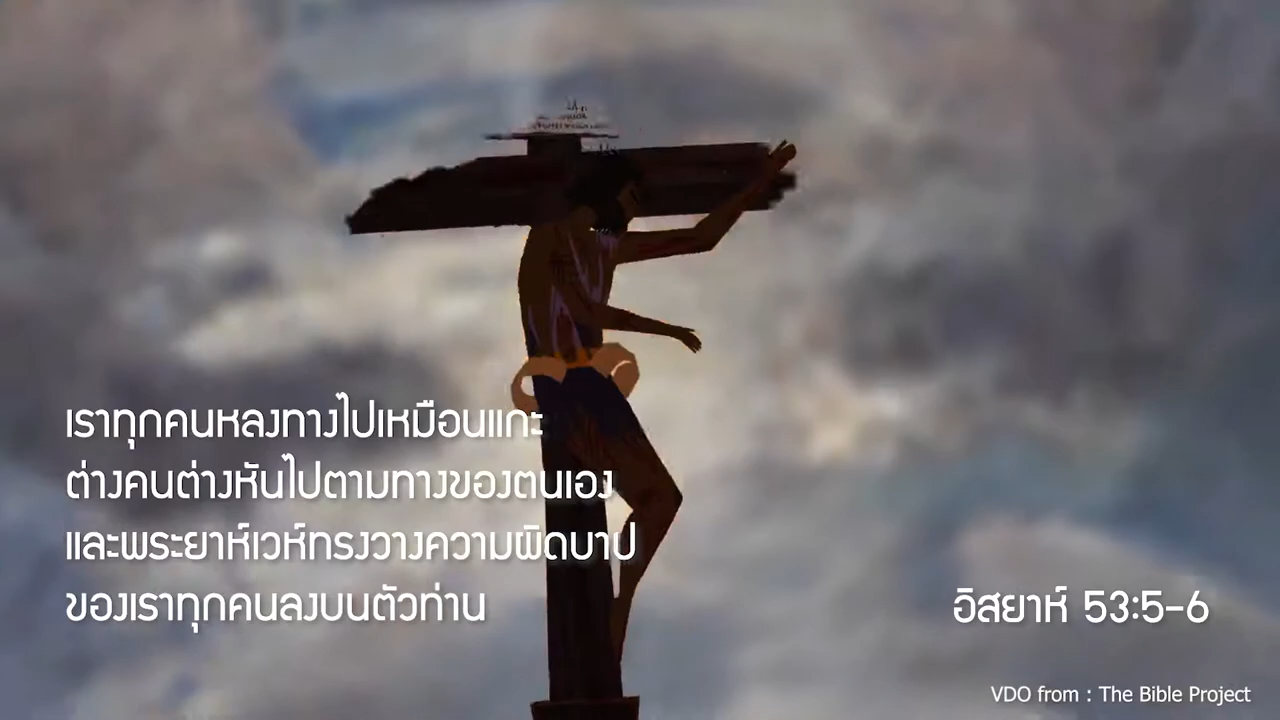 เราทุกคนหลงทางไปเหมือนแกะ
ต่างคนต่างหันไปตามทางของตนเอง
และพระยาห์เวห์ทรงวางความผิดบาป
ของเราทุกคนลงบนตัวท่าน
อิสยาห์ 53:5-6
VDO from : The Bible Project